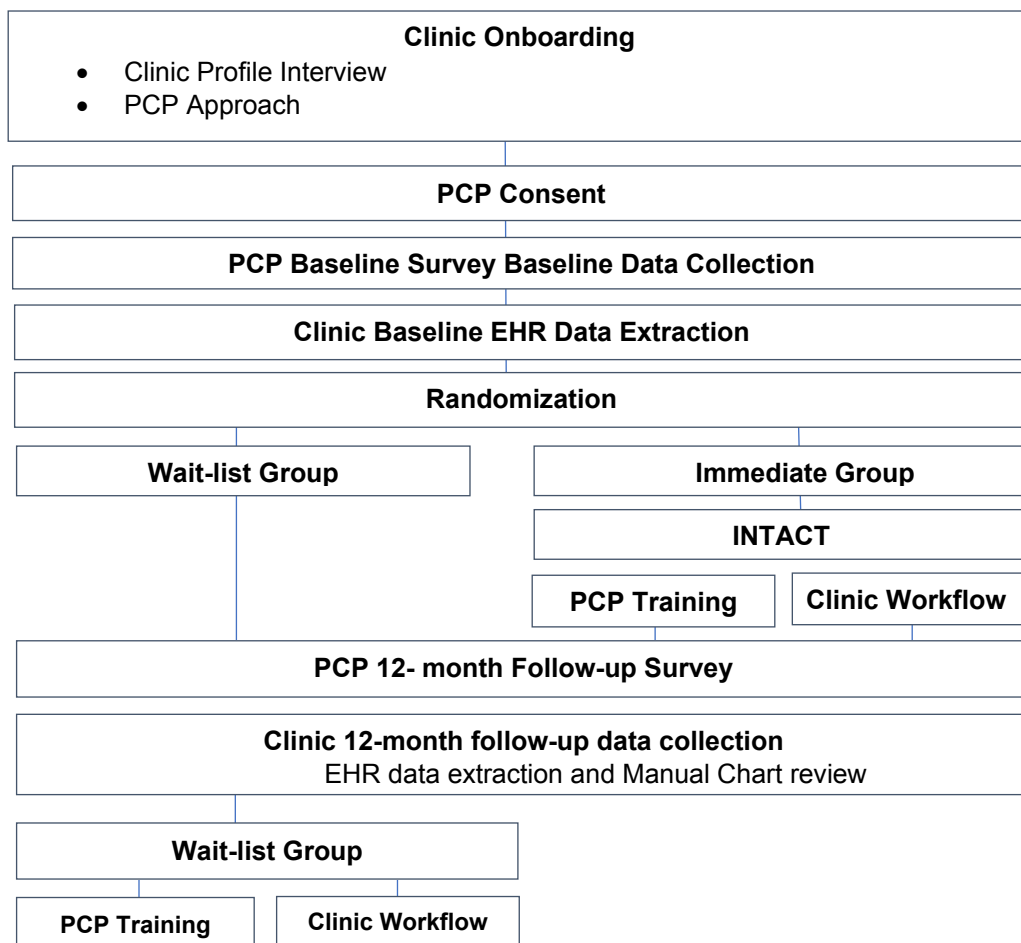 Clinic Onboarding
• Clinic Profile Interview
• PCP Approach
PCP Consent
PCP Baseline Survey Baseline Data Collection
Clinic Baseline EHR Data Extraction
Randomization
Wait-list Group
Immediate Group
INTACT
PCP Training
Clinic Workflow
PCP 12- month Follow-up Survey
Clinic 12-month follow-up data collection
EHR data extraction and Manual Chart review
Wait-list Group
PCP Training
Clinic Workflow